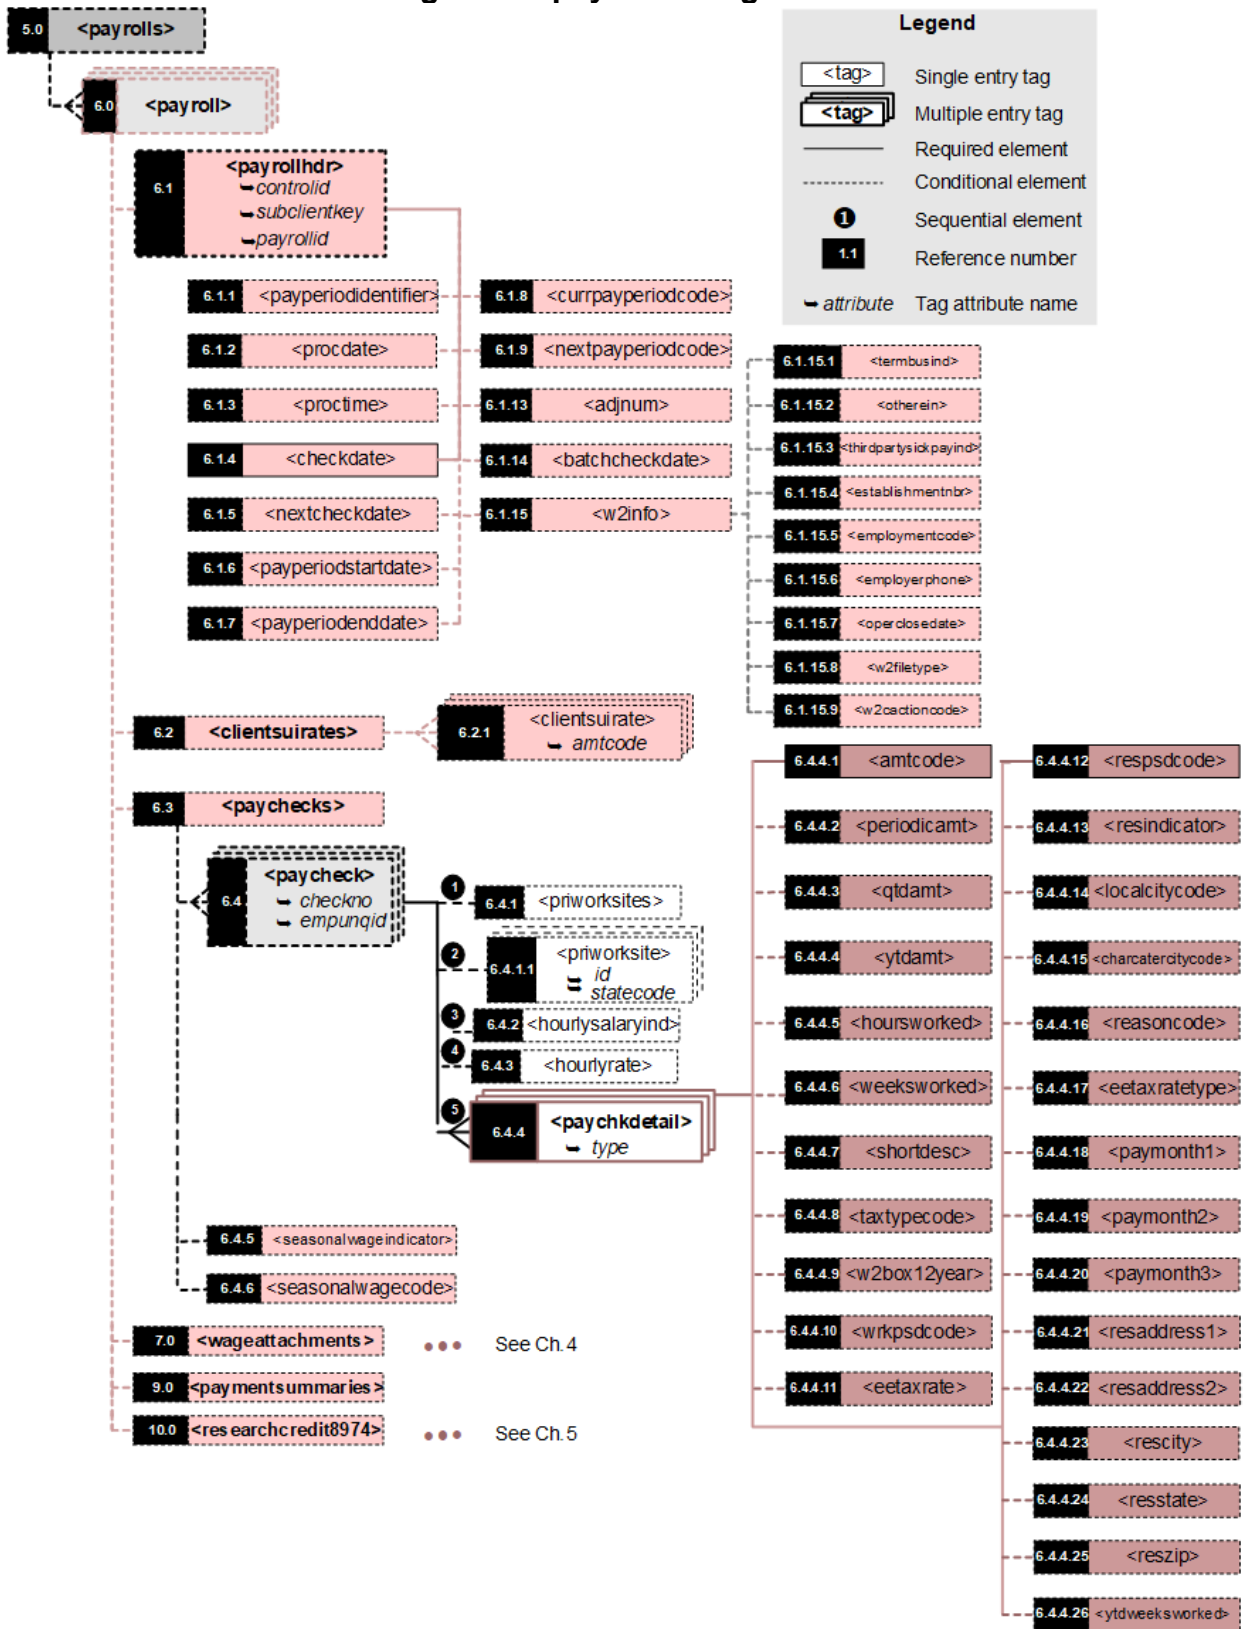 5.0 <payrolls>
6.0 <payroll>
Legend
<tag> Single entry tag
<tag> Multiple entry tag
Required element
Conditional element
1 Sequential element
1.1 Reference number
➥ attribute Tag attribute name
6.1 <payrollhdr>
➥ controlid
➥ subclientkey
➥ payrollid
6.1.1 <payperiodidentifier>
6.1.2 <procdate>
6.1.3 <proctime>
6.1.4 <checkdate>
6.1.5 <nextcheckdate>
6.1.6 <payperiodstartdate>
6.1.7 <payperiodenddate>
6.1.8 <currpayperiodcode>
6.1.9 <nextpayperiodcode>
6.1.13 <adjnum>
6.1.14 <batchcheckdate>
6.1.15 <w2info>
6.1.15.1 <termbusind>
6.1.15.2 <otherein>
6.1.15.3 <thirdpartysickpayind>
6.1.15.4 <establishmentnbr>
6.1.15.5 <employmentcode>
6.1.15.6 <employerphone>
6.1.15.7 <operclosedate>
6.1.15.8 <w2filetype>
6.1.15.9 <w2cactioncode>
6.2 <clientsuirates>
6.2.1 <clientsuirate>
➥ amtcode
6.3 <paychecks>
6.4 <paycheck>
➥ checkno
➥ empunqid
1 6.4.1 <priworksites>
2 6.4.1.1 <priworksite>
➥ id
➥ statecode
3 6.4.2 <hourlysalaryind>
4 6.4.3 <hourlyrate>
5 6.4.4 <paychkdetail>
➥ type
6.4.4.1 <amtcode>
6.4.4.2 <periodicamt>
6.4.4.3 <qtdamt>
6.4.4.4 <ytdamt>
6.4.4.5 <hoursworked>
6.4.4.6 <weeksworked>
6.4.4.7 <shortdesc>
6.4.4.8 <taxtypecode>
6.4.4.9 <w2box12year>
6.4.4.10 <wrkpsdcode>
6.4.4.11 <eetaxrate>
6.4.4.12 <respsdcode>
6.4.4.13 <resindicator>
6.4.4.14 <localcitycode>
6.4.4.15 <charcatercitycode>
6.4.4.16 <reasoncode>
6.4.4.17 <eetaxratetype>
6.4.4.18 <paymonth1>
6.4.4.19 <paymonth2>
6.4.4.20 <paymonth3>
6.4.4.21 <resaddress1>
6.4.4.22 <resaddress2>
6.4.4.23 <rescity>
6.4.4.24 <resstate>
6.4.4.25 <reszip>
6.4.4.26 <ytdweeksworked>
6.4.5 <seasonalwageindicator>
6.4.6 <seasonalwagecode>
7.0 <wageattachments> ••• See Ch. 4
9.0 <paymentsummaries>
10.0 <researchcredit8974> ••• See Ch. 5